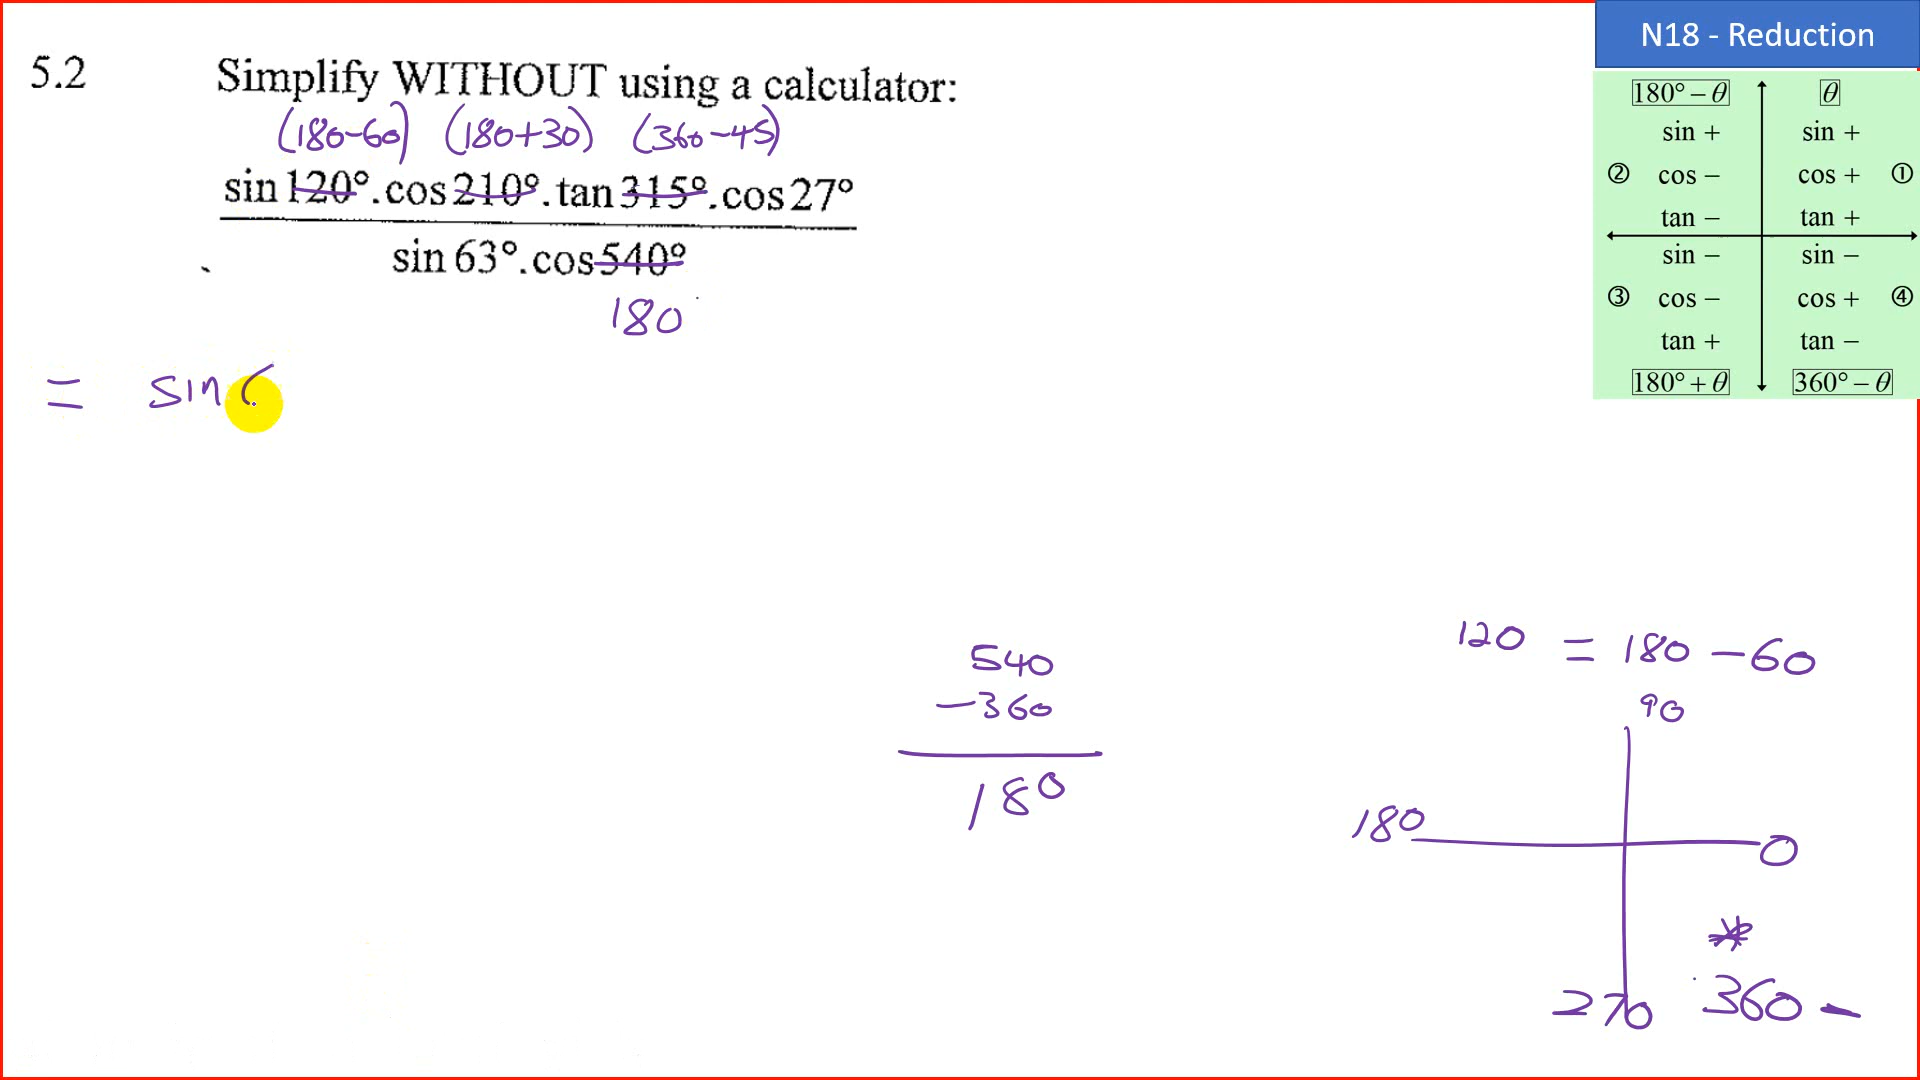 N18 - Reduction
5.2 Simplify WITHOUT using a calculator:
(180-60) (180+30) (360-45)
sin 120°.cos 210°.tan 315°.cos 27°
sin 63°.cos 540°
180
= sin 6
180° − θ θ
sin + sin +
② cos − cos + ①
tan − tan +
sin − sin −
③ cos − cos + ④
tan + tan −
180° + θ 360° − θ
540
-360
180
120 = 180 - 60
90
180
0
*
270 360 -